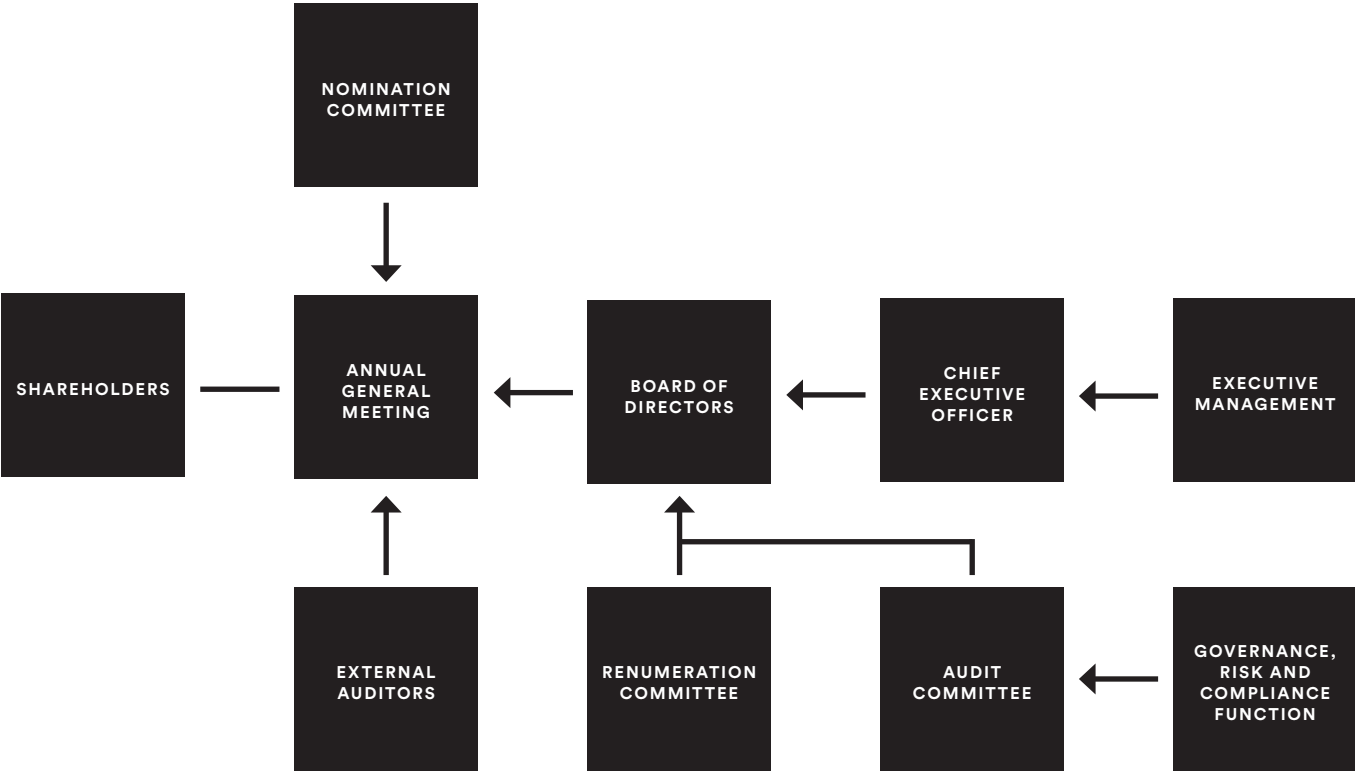 NOMINATION
COMMITTEE
SHAREHOLDERS
ANNUAL
GENERAL
MEETING
BOARD OF
DIRECTORS
CHIEF
EXECUTIVE
OFFICER
EXECUTIVE
MANAGEMENT
EXTERNAL
AUDITORS
RENUMERATION
COMMITTEE
AUDIT
COMMITTEE
GOVERNANCE,
RISK AND
COMPLIANCE
FUNCTION